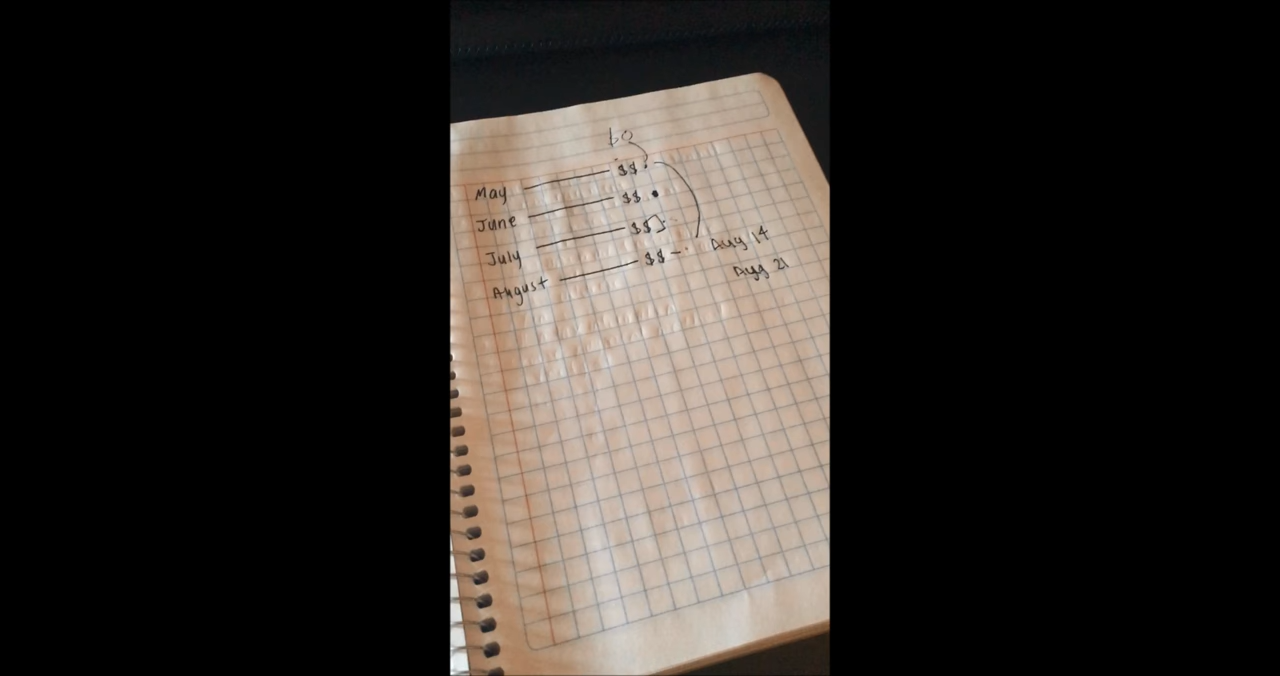 60
May $$
June $$
July $$
August $$
Aug 14
Aug 21